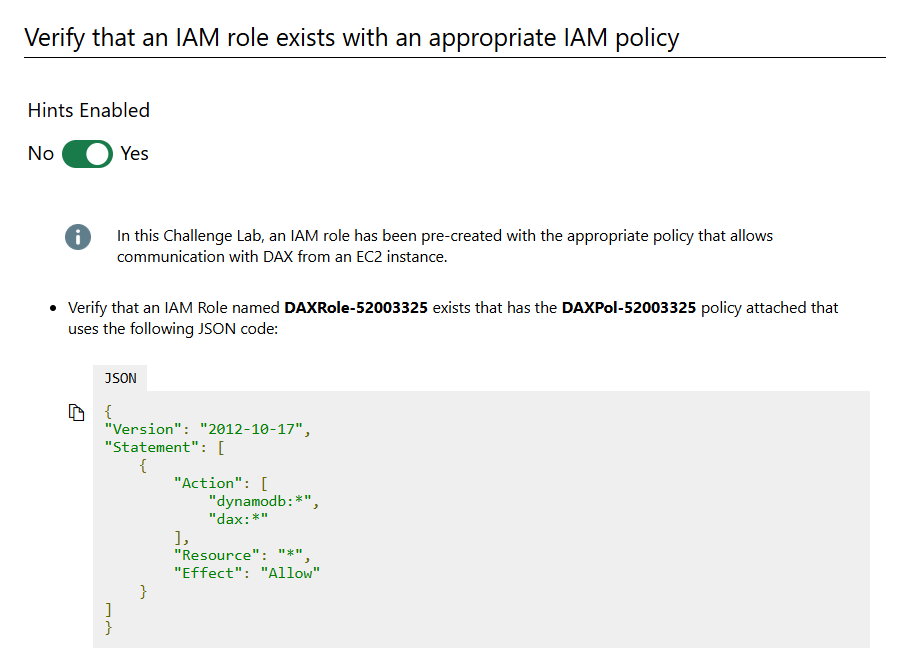 Verify that an IAM role exists with an appropriate IAM policy
Hints Enabled
No Yes
In this Challenge Lab, an IAM role has been pre-created with the appropriate policy that allows
communication with DAX from an EC2 instance.
Verify that an IAM Role named DAXRole-52003325 exists that has the DAXPol-52003325 policy attached that
uses the following JSON code:
JSON
{
"Version": "2012-10-17",
"Statement": [
    {
        "Action": [
            "dynamodb:*",
            "dax:*"
        ],
        "Resource": "*",
        "Effect": "Allow"
    }
]
}